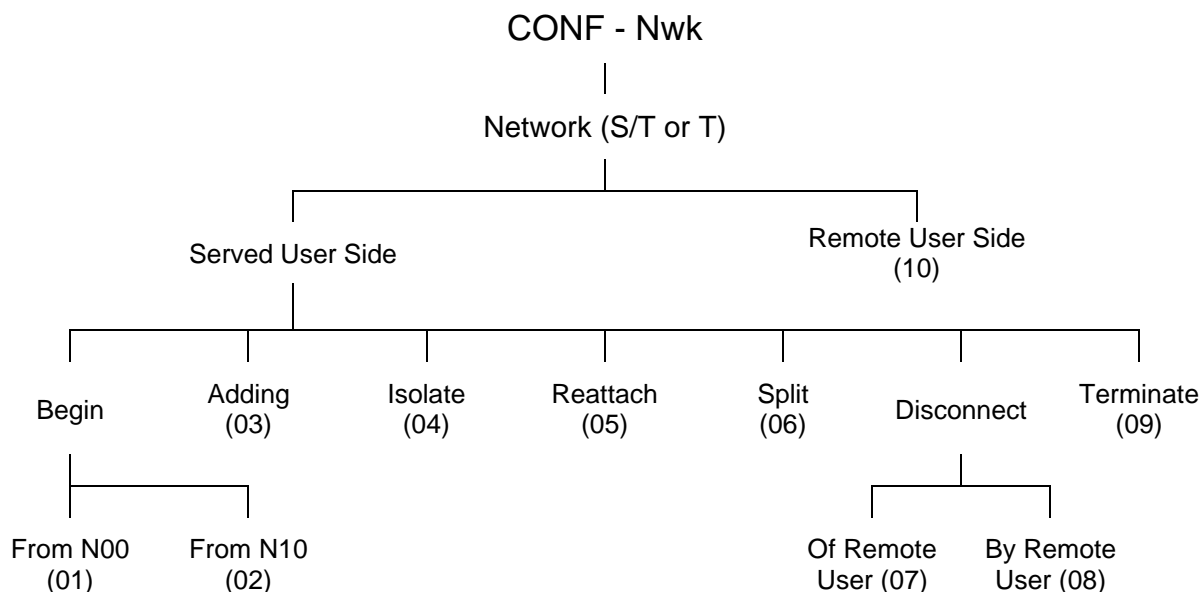 CONF - Nwk
Network (S/T or T)
Served User Side
Remote User Side
(10)
Begin
Adding
(03)
Isolate
(04)
Reattach
(05)
Split
(06)
Disconnect
Terminate
(09)
From N00
(01)
From N10
(02)
Of Remote
User (07)
By Remote
User (08)